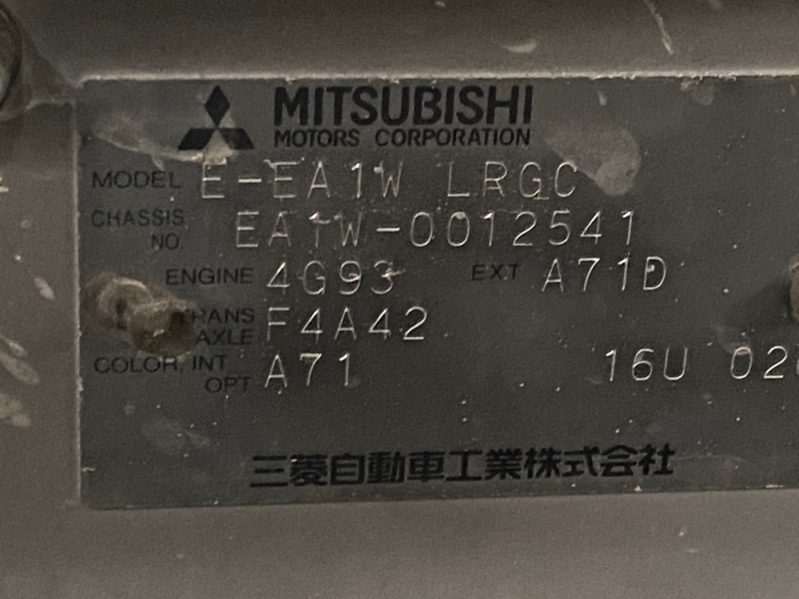 MITSUBISHI
MOTORS CORPORATION
MODEL E-EA1W LRGC
CHASSIS NO. EA1W-0012541
ENGINE 4G93 EXT A71D
AXLE F4A42
COLOR, INT OPT A71 16U
三菱自動車工業株式会社